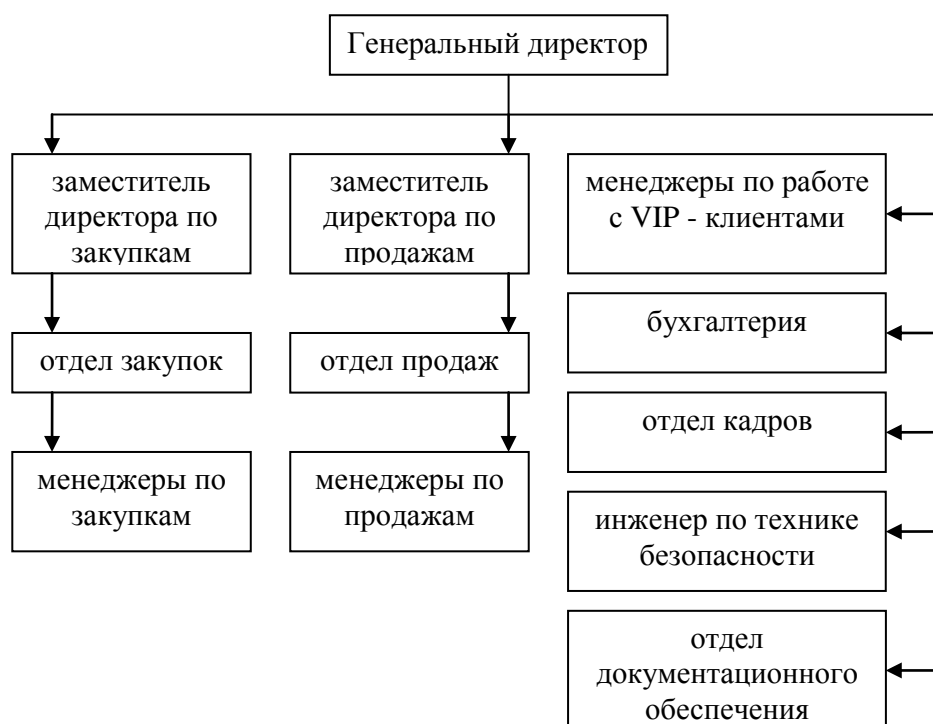 Генеральный директор
заместитель
директора по
закупкам
заместитель
директора по
продажам
менеджеры по работе
с VIP - клиентами
бухгалтерия
отдел закупок
отдел продаж
отдел кадров
менеджеры по
закупкам
менеджеры по
продажам
инженер по технике
безопасности
отдел
документационного
обеспечения